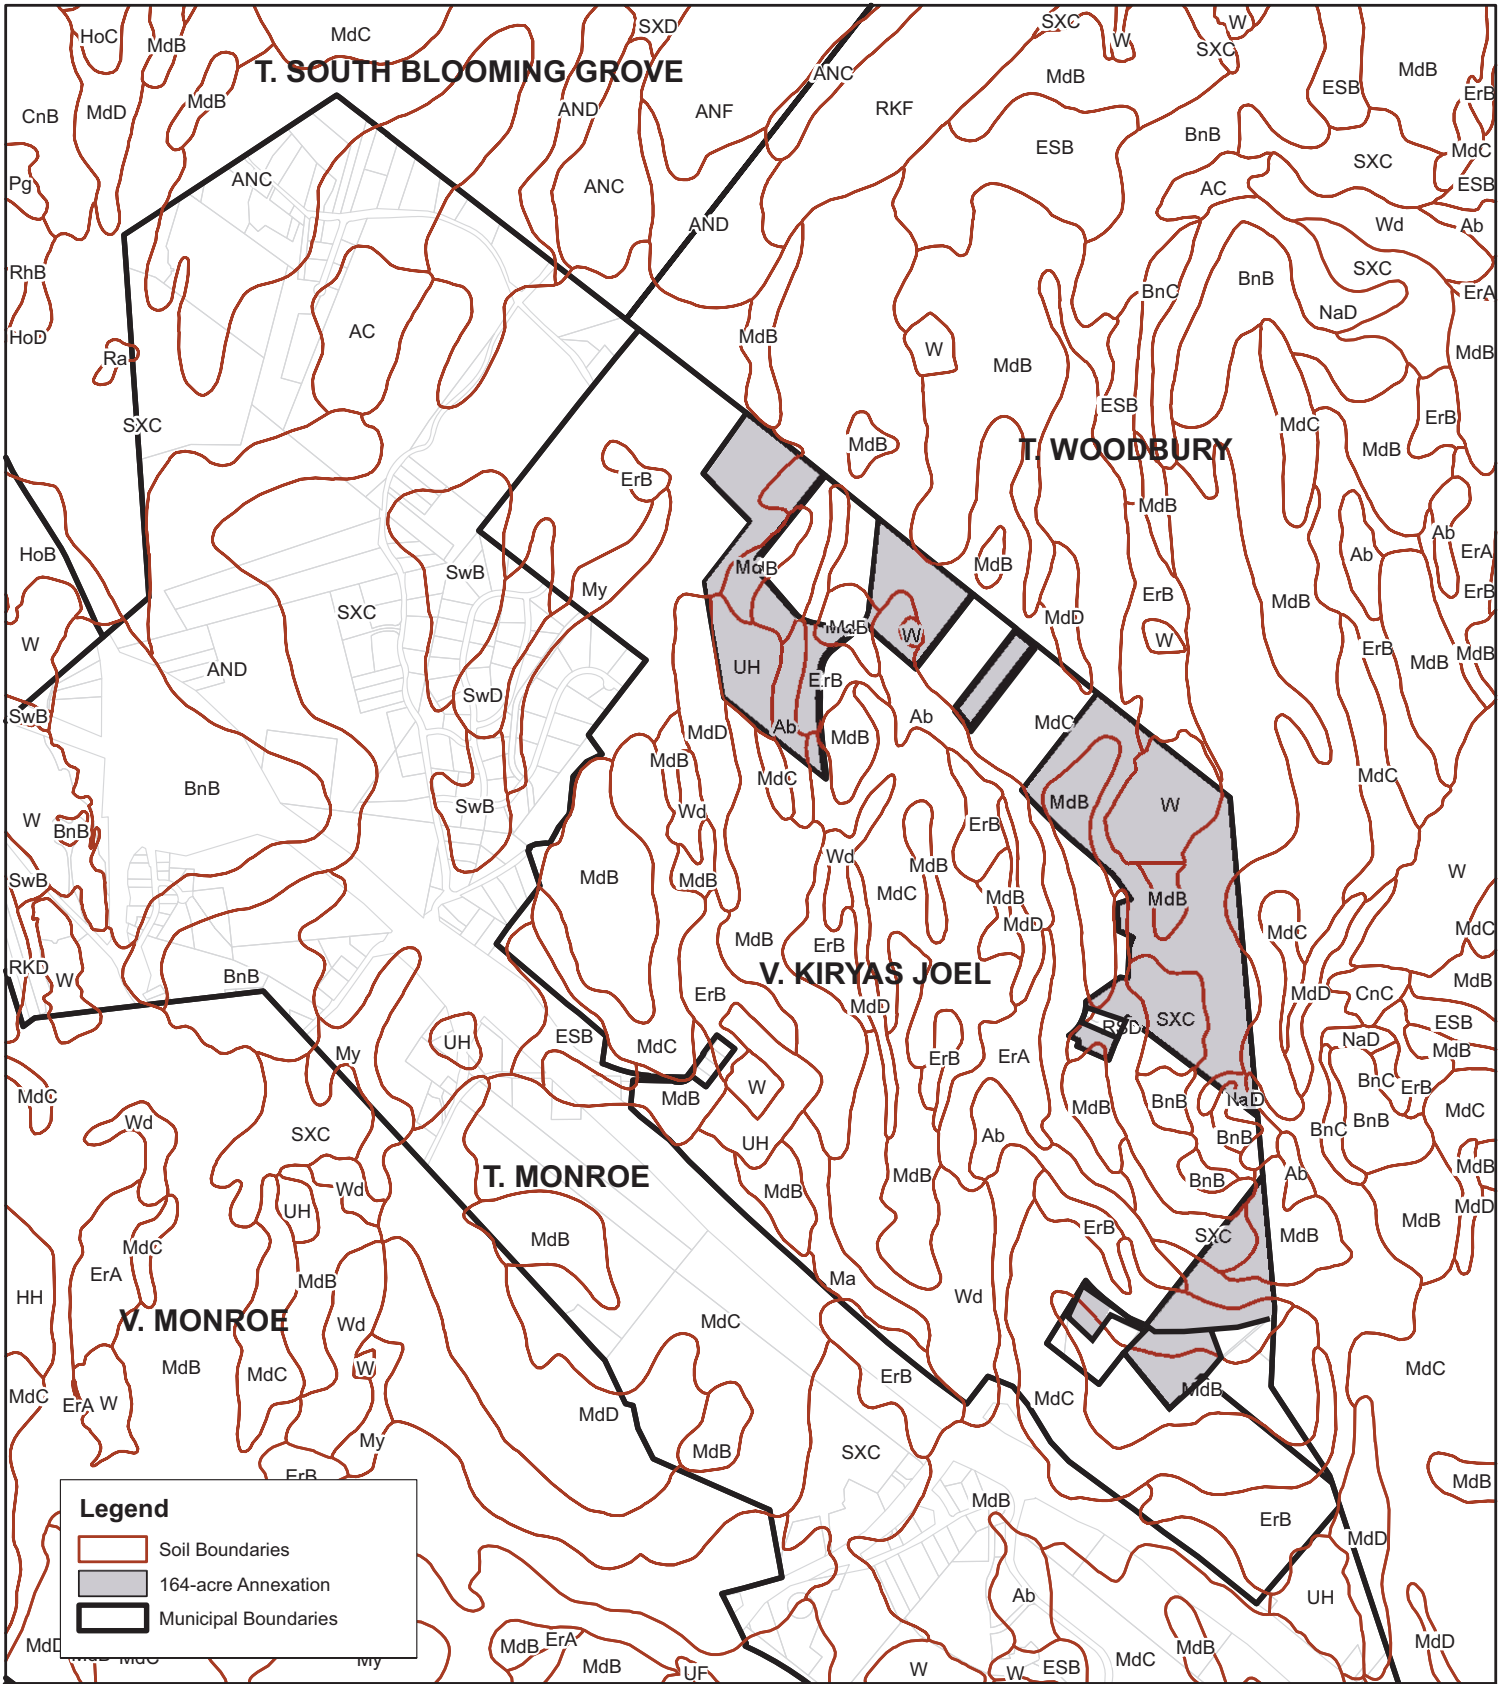 SXD
SXC
W
W
HoC
MdB
MdC
SXC
T. SOUTH BLOOMING GROVE
ANC
MdB
MdB
ESB
ErB
CnB
MdD
MdB
AND
ANF
RKF
BnB
ESB
MdC
SXC
Pg
ANC
ANC
AC
ESB
AND
Wd
Ab
RhB
BnC
BnB
SXC
ErA
NaD
HoD
Ra
AC
MdB
W
MdB
MdB
SXC
ESB
MdC
ErB
MdB
T. WOODBURY
MdB
ErB
MdB
HoB
Ab
Ab
ErA
SwB
My
MdB
MdB
ErB
MdB
ErB
SXC
MdD
W
W
AND
UH
MdB
W
ErB
MdB
MdB
SwD
ErB
SwB
MdD
Ab
MdB
Ab
MdC
MdB
BnB
MdC
MdC
SwB
Wd
MdB
W
W
BnB
ErB
SwB
MdB
MdB
Wd
MdB
MdC
MdB
MdB
W
MdD
MdC
MdC
RKD
W
BnB
MdB
ErB
V. KIRYAS JOEL
MdB
ErB
MdD
MdD
CnC
UH
ESB
MdC
RSD
SXC
ESB
NaD
MdB
My
ErB
ErA
MdC
W
MdB
MdB
BnB
NaD
BnC
ErB
MdC
Wd
SXC
UH
Ab
BnB
BnC
BnB
T. MONROE
MdB
MdB
BnB
Ab
MdB
Wd
UH
MdD
MdB
ErB
SXC
MdB
MdB
MdC
ErA
MdB
Ma
Wd
HH
V. MONROE
Wd
MdC
MdB
MdC
W
ErB
MdC
MdB
MdC
ErA
W
MdD
My
MdB
SXC
ErB
MdB
MdB
ErB
MdD
Legend
Soil Boundaries
164-acre Annexation
Municipal Boundaries
Ab
UH
MdB
ErA
MdB
UF
W
W
ESB
MdC
MdB
MdD
My